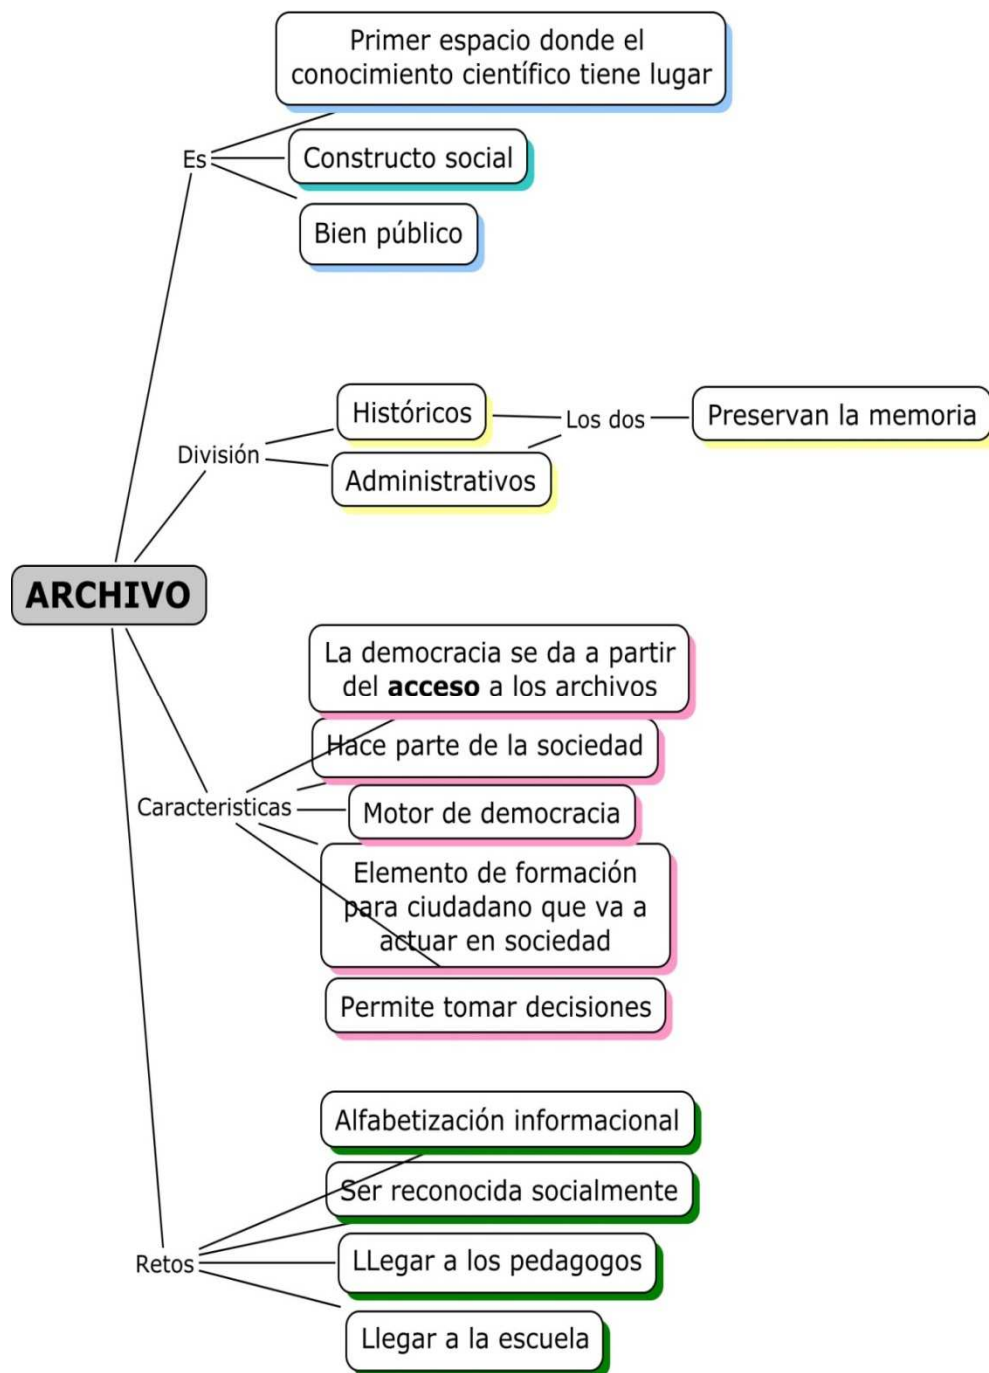 Primer espacio donde el
conocimiento científico tiene lugar
Es
Constructo social
Bien público
Históricos
Los dos
Preservan la memoria
División
Administrativos
ARCHIVO
La democracia se da a partir
del acceso a los archivos
Hace parte de la sociedad
Caracteristicas
Motor de democracia
Elemento de formación
para ciudadano que va a
actuar en sociedad
Permite tomar decisiones
Alfabetización informacional
Ser reconocida socialmente
Retos
LLegar a los pedagogos
Llegar a la escuela